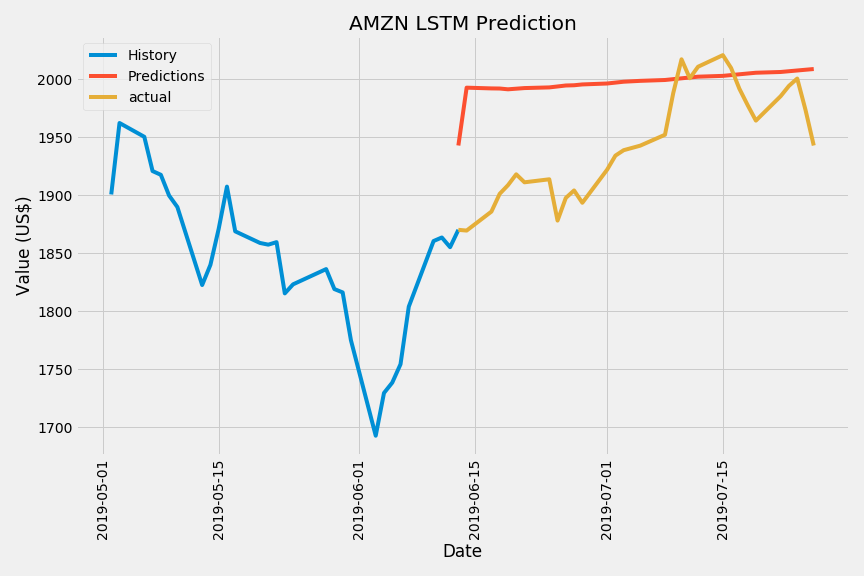 AMZN LSTM Prediction
History
Predictions
actual
Value (US$)
2000
1950
1900
1850
1800
1750
1700
2019-05-01
2019-05-15
2019-06-01
2019-06-15
2019-07-01
2019-07-15
Date